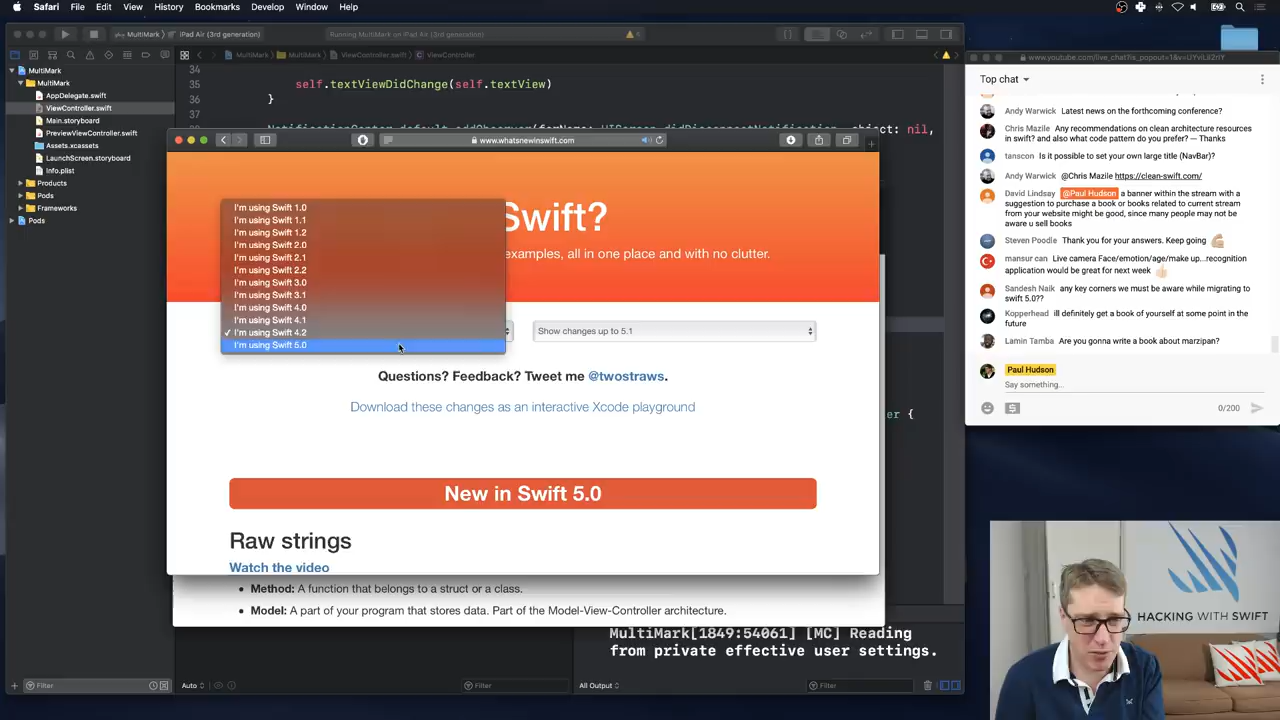 Safari File Edit View History Bookmarks Develop Window Help
MultiMark iPad Air (3rd generation)
Running MultiMark on iPad Air (3rd generation)
6
MultiMark
MultiMark
AppDelegate.swift
ViewController.swift
Main.storyboard
PreviewViewController.swift
Assets.xcassets
LaunchScreen.storyboard
Info.plist
Products
Pods
Frameworks
Pods
MultiMark MultiMark ViewController.swift ViewController
34
35 self.textViewDidChange(self.textView)
36 }
37
object: nil,
er {
www.whatsnewinswift.com
Swift?
examples, all in one place and with no clutter.
I'm using Swift 1.0
I'm using Swift 1.1
I'm using Swift 1.2
I'm using Swift 2.0
I'm using Swift 2.1
I'm using Swift 2.2
I'm using Swift 3.0
I'm using Swift 3.1
I'm using Swift 4.0
I'm using Swift 4.1
✓ I'm using Swift 4.2
I'm using Swift 5.0
Show changes up to 5.1
Questions? Feedback? Tweet me @twostraws.
Download these changes as an interactive Xcode playground
New in Swift 5.0
Raw strings
Watch the video
• Method: A function that belongs to a struct or a class.
• Model: A part of your program that stores data. Part of the Model-View-Controller architecture.
MultiMark[1849:54061] [MC] Reading
from private effective user settings.
Filter
Auto
Filter
All Output
Filter
Top chat
Andy Warwick Latest news on the forthcoming conference?
Chris Mazile Any recommendations on clean architecture resources
in swift? and also what code pattern do you prefer? — Thanks
tanscon Is it possible to set your own large title (NavBar)?
Andy Warwick @Chris Mazile https://clean-swift.com/
David Lindsay @Paul Hudson a banner within the stream with a
suggestion to purchase a book or books related to current stream
from your website might be good, since many people may not be
aware u sell books
Steven Poodle Thank you for your answers. Keep going
mansur can Live camera Face/emotion/age/make up...recognition
application would be great for next week
Sandesh Naik any key corners we must be aware while migrating to
swift 5.0??
Kopperhead ill definitely get a book of yourself at some point in the
future
Lamin Tamba Are you gonna write a book about marzipan?
Paul Hudson
Say something...
0/200
HACKING WITH SWIFT